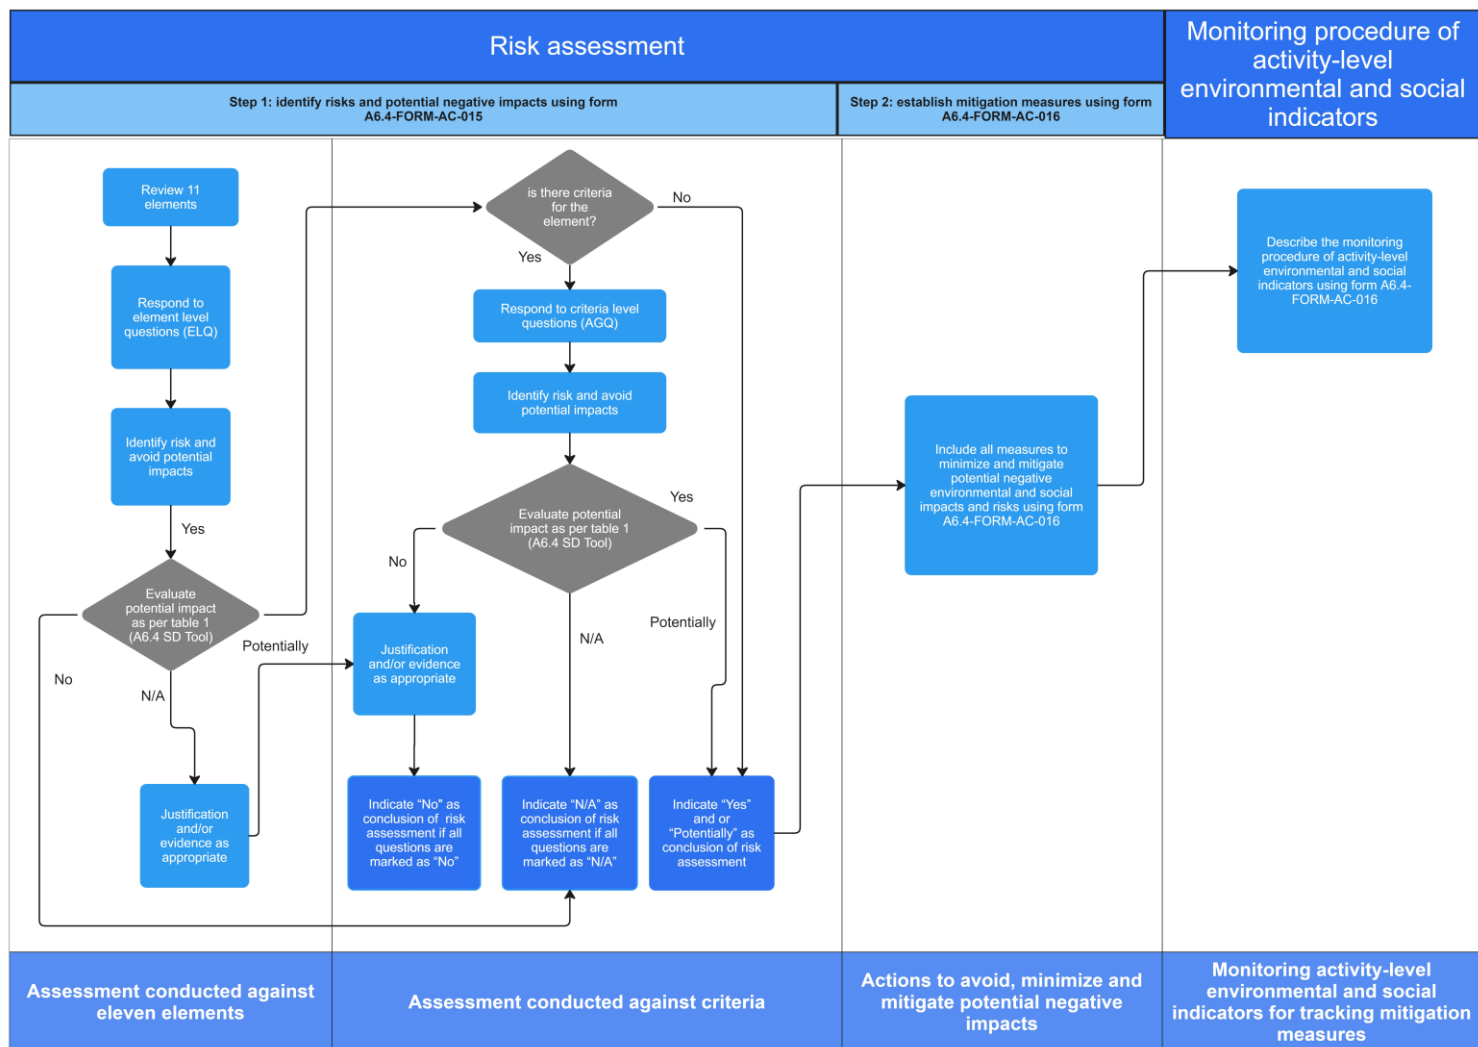 Risk assessment
Monitoring procedure of
activity-level
environmental and social
indicators
Step 1: identify risks and potential negative impacts using form
A6.4-FORM-AC-015
Step 2: establish mitigation measures using form
A6.4-FORM-AC-016
Review 11
elements
Respond to
element level
questions (ELQ)
Identify risk and
avoid potential
impacts
Yes
Evaluate
potential impact
as per table 1
(A6.4 SD Tool)
No
N/A
Potentially
Justification
and/or
evidence as
appropriate
is there criteria
for the
element?
No
Yes
Respond to criteria level
questions (AGQ)
Identify risk and avoid
potential impacts
Evaluate potential
impact as per table 1
(A6.4 SD Tool)
Yes
No
N/A
Potentially
Justification
and/or evidence
as appropriate
Indicate “No” as
conclusion of risk
assessment if all
questions are
marked as “No”
Indicate “N/A” as
conclusion of risk
assessment if all
questions are
marked as “N/A”
Indicate “Yes”
and or
“Potentially” as
conclusion of risk
assessment
Include all measures to
minimize and mitigate
potential negative
environmental and social
impacts and risks using form
A6.4-FORM-AC-016
Describe the monitoring
procedure of activity-level
environmental and social
indicators using form A6.4-
FORM-AC-016
Assessment conducted against
eleven elements
Assessment conducted against criteria
Actions to avoid, minimize and
mitigate potential negative
impacts
Monitoring activity-level
environmental and social
indicators for tracking mitigation
measures